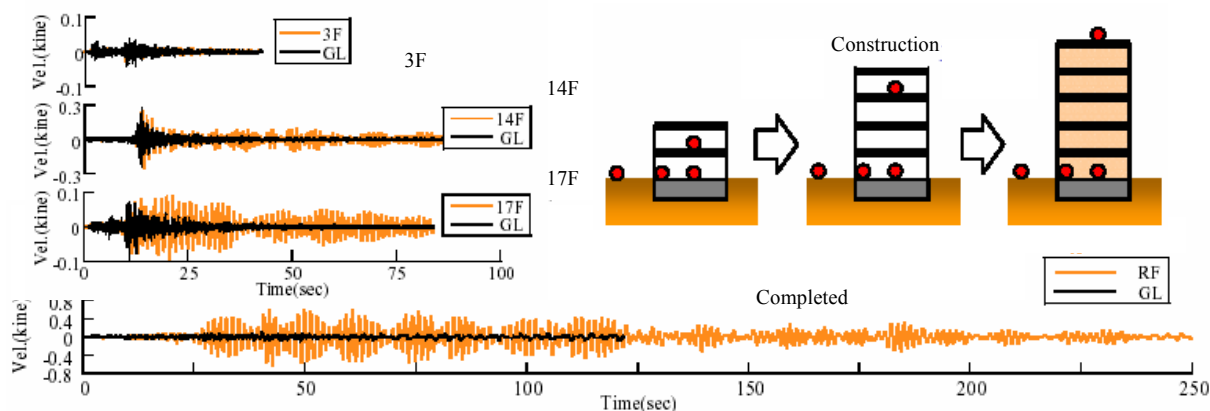 0.1
0
-0.1
Vel.(kine)
3F
GL
3F
0.3
0
-0.3
Vel.(kine)
14F
GL
14F
0.1
0
-0.1
Vel.(kine)
17F
GL
17F
0 25 50 75 100
Time(sec)
Construction
RF
GL
Completed
0.8
0.4
0
-0.4
-0.8
Vel.(kine)
0 50 100 150 200 250
Time(sec)